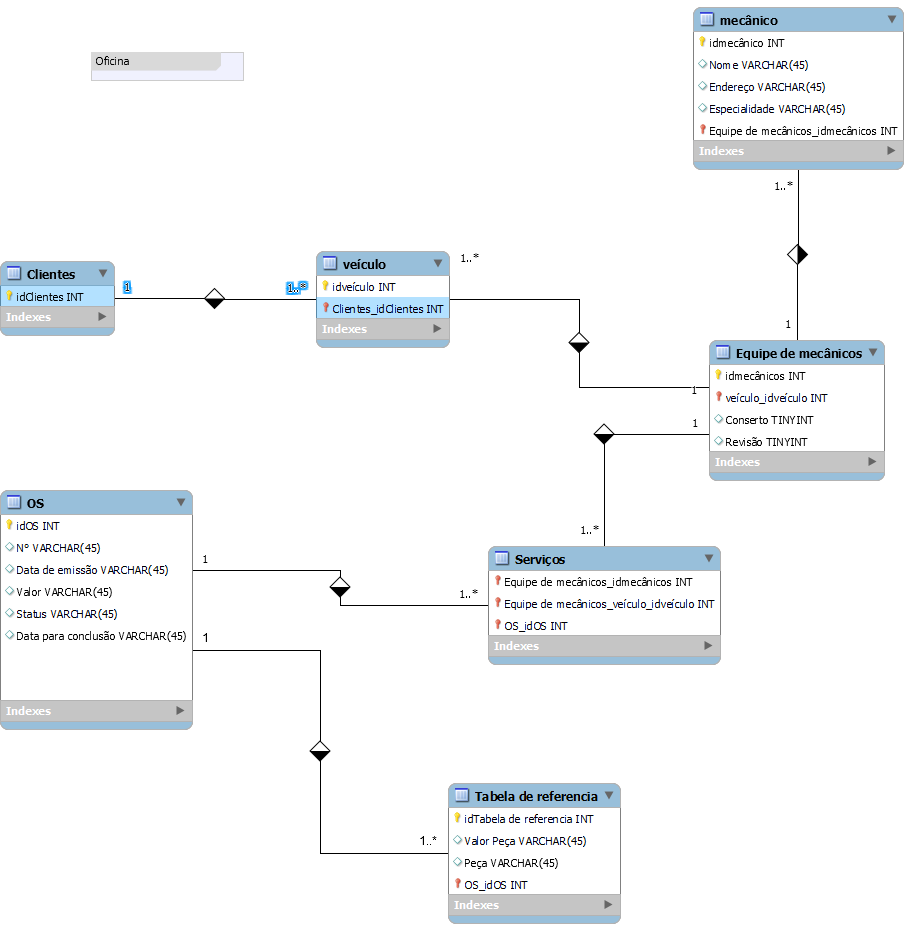 Oficina
mecânico
idmecânico INT
Nome VARCHAR(45)
Endereço VARCHAR(45)
Especialidade VARCHAR(45)
Equipe de mecânicos_idmecânicos INT
Indexes
1..*
1
Clientes
idClientes INT
Indexes
1
1..*
veículo
idveículo INT
Clientes_idClientes INT
Indexes
1..*
1
Equipe de mecânicos
idmecânicos INT
veículo_idveículo INT
Conserto TINYINT
Revisão TINYINT
Indexes
1
1..*
OS
idOS INT
Nº VARCHAR(45)
Data de emissão VARCHAR(45)
Valor VARCHAR(45)
Status VARCHAR(45)
Data para conclusão VARCHAR(45)
Indexes
1
1..*
Serviços
Equipe de mecânicos_idmecânicos INT
Equipe de mecânicos_veículo_idveículo INT
OS_idOS INT
Indexes
1
1..*
Tabela de referencia
idTabela de referencia INT
Valor Peça VARCHAR(45)
Peça VARCHAR(45)
OS_idOS INT
Indexes